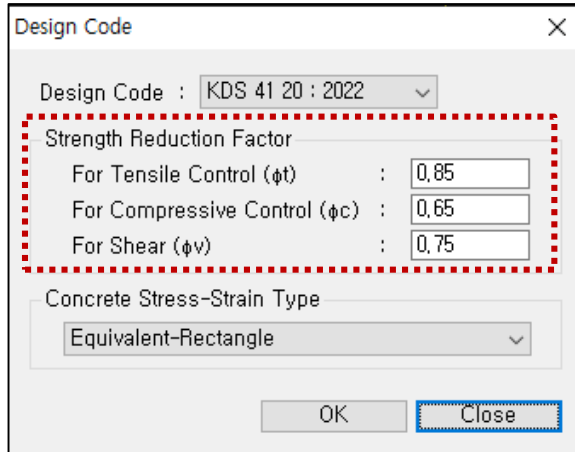 Design Code
Design Code : KDS 41 20 : 2022
Strength Reduction Factor
For Tensile Control (φt) : 0.85
For Compressive Control (φc) : 0.65
For Shear (φv) : 0.75
Concrete Stress-Strain Type
Equivalent-Rectangle
OK Close